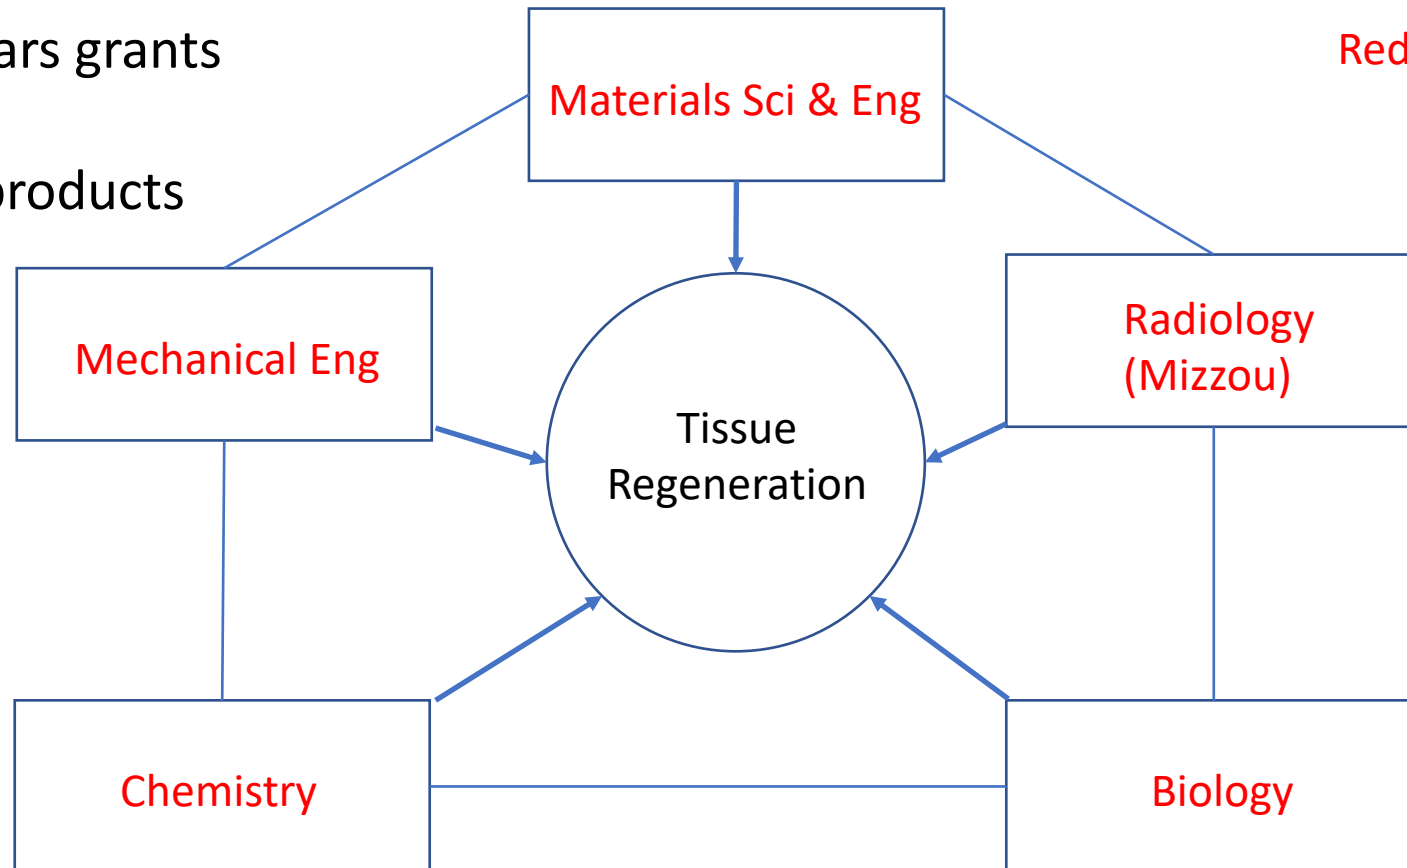 ars grants
Red
Materials Sci & Eng
products
Mechanical Eng
Radiology
(Mizzou)
Tissue
Regeneration
Chemistry
Biology